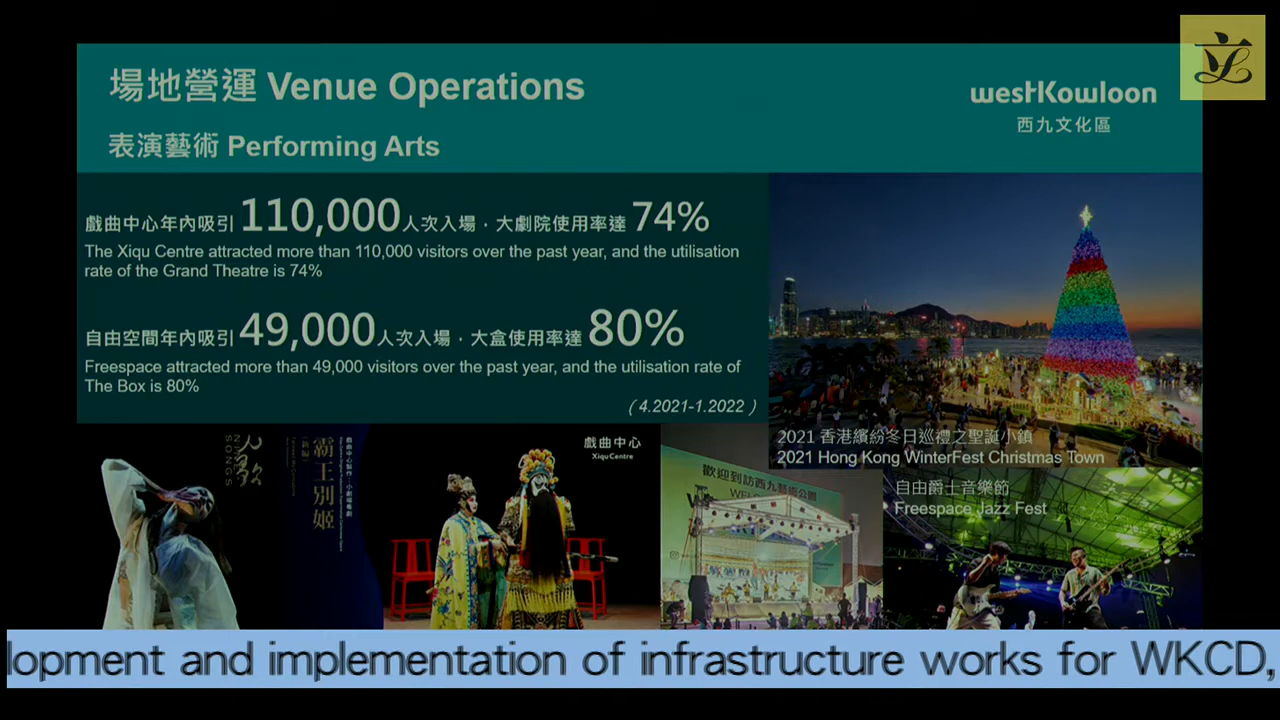 場地營運 Venue Operations
表演藝術 Performing Arts
westKowloon
西九文化區
戲曲中心年內吸引 110,000 人次入場，大劇院使用率達 74%
The Xiqu Centre attracted more than 110,000 visitors over the past year, and the utilisation
rate of the Grand Theatre is 74%
自由空間年內吸引 49,000 人次入場，大盒使用率達 80%
Freespace attracted more than 49,000 visitors over the past year, and the utilisation rate of
The Box is 80%
( 4.2021-1.2022 )
2021 香港繽紛冬日巡禮之聖誕小鎮
2021 Hong Kong WinterFest Christmas Town
SONGS
霸王別姬
戲曲中心
Xiqu Centre
歡迎到訪西九藝術公園
自由爵士音樂節
Freespace Jazz Fest
lopment and implementation of infrastructure works for WKCD,